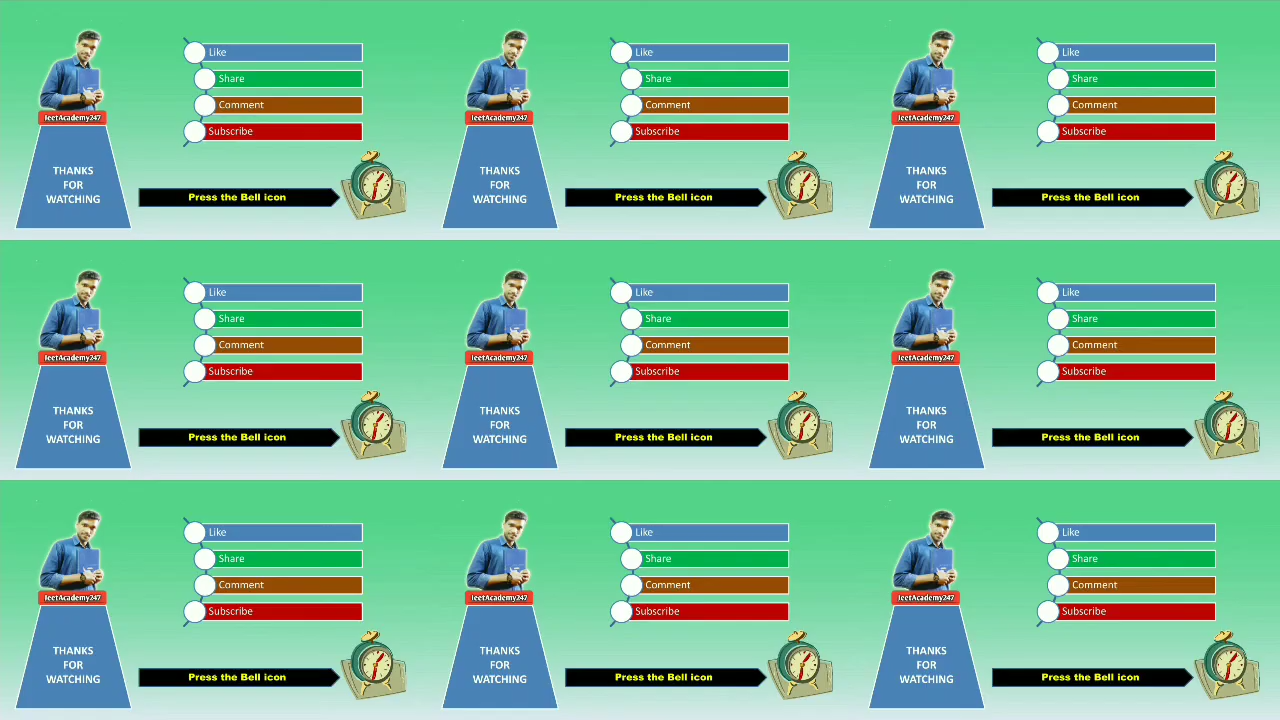 Like
Share
Comment
JeetAcademy247
Subscribe
THANKS
FOR
WATCHING
Press the Bell icon
Like
Share
Comment
JeetAcademy247
Subscribe
THANKS
FOR
WATCHING
Press the Bell icon
Like
Share
Comment
JeetAcademy247
Subscribe
THANKS
FOR
WATCHING
Press the Bell icon
Like
Share
Comment
JeetAcademy247
Subscribe
THANKS
FOR
WATCHING
Press the Bell icon
Like
Share
Comment
JeetAcademy247
Subscribe
THANKS
FOR
WATCHING
Press the Bell icon
Like
Share
Comment
JeetAcademy247
Subscribe
THANKS
FOR
WATCHING
Press the Bell icon
Like
Share
Comment
JeetAcademy247
Subscribe
THANKS
FOR
WATCHING
Press the Bell icon
Like
Share
Comment
JeetAcademy247
Subscribe
THANKS
FOR
WATCHING
Press the Bell icon
Like
Share
Comment
JeetAcademy247
Subscribe
THANKS
FOR
WATCHING
Press the Bell icon